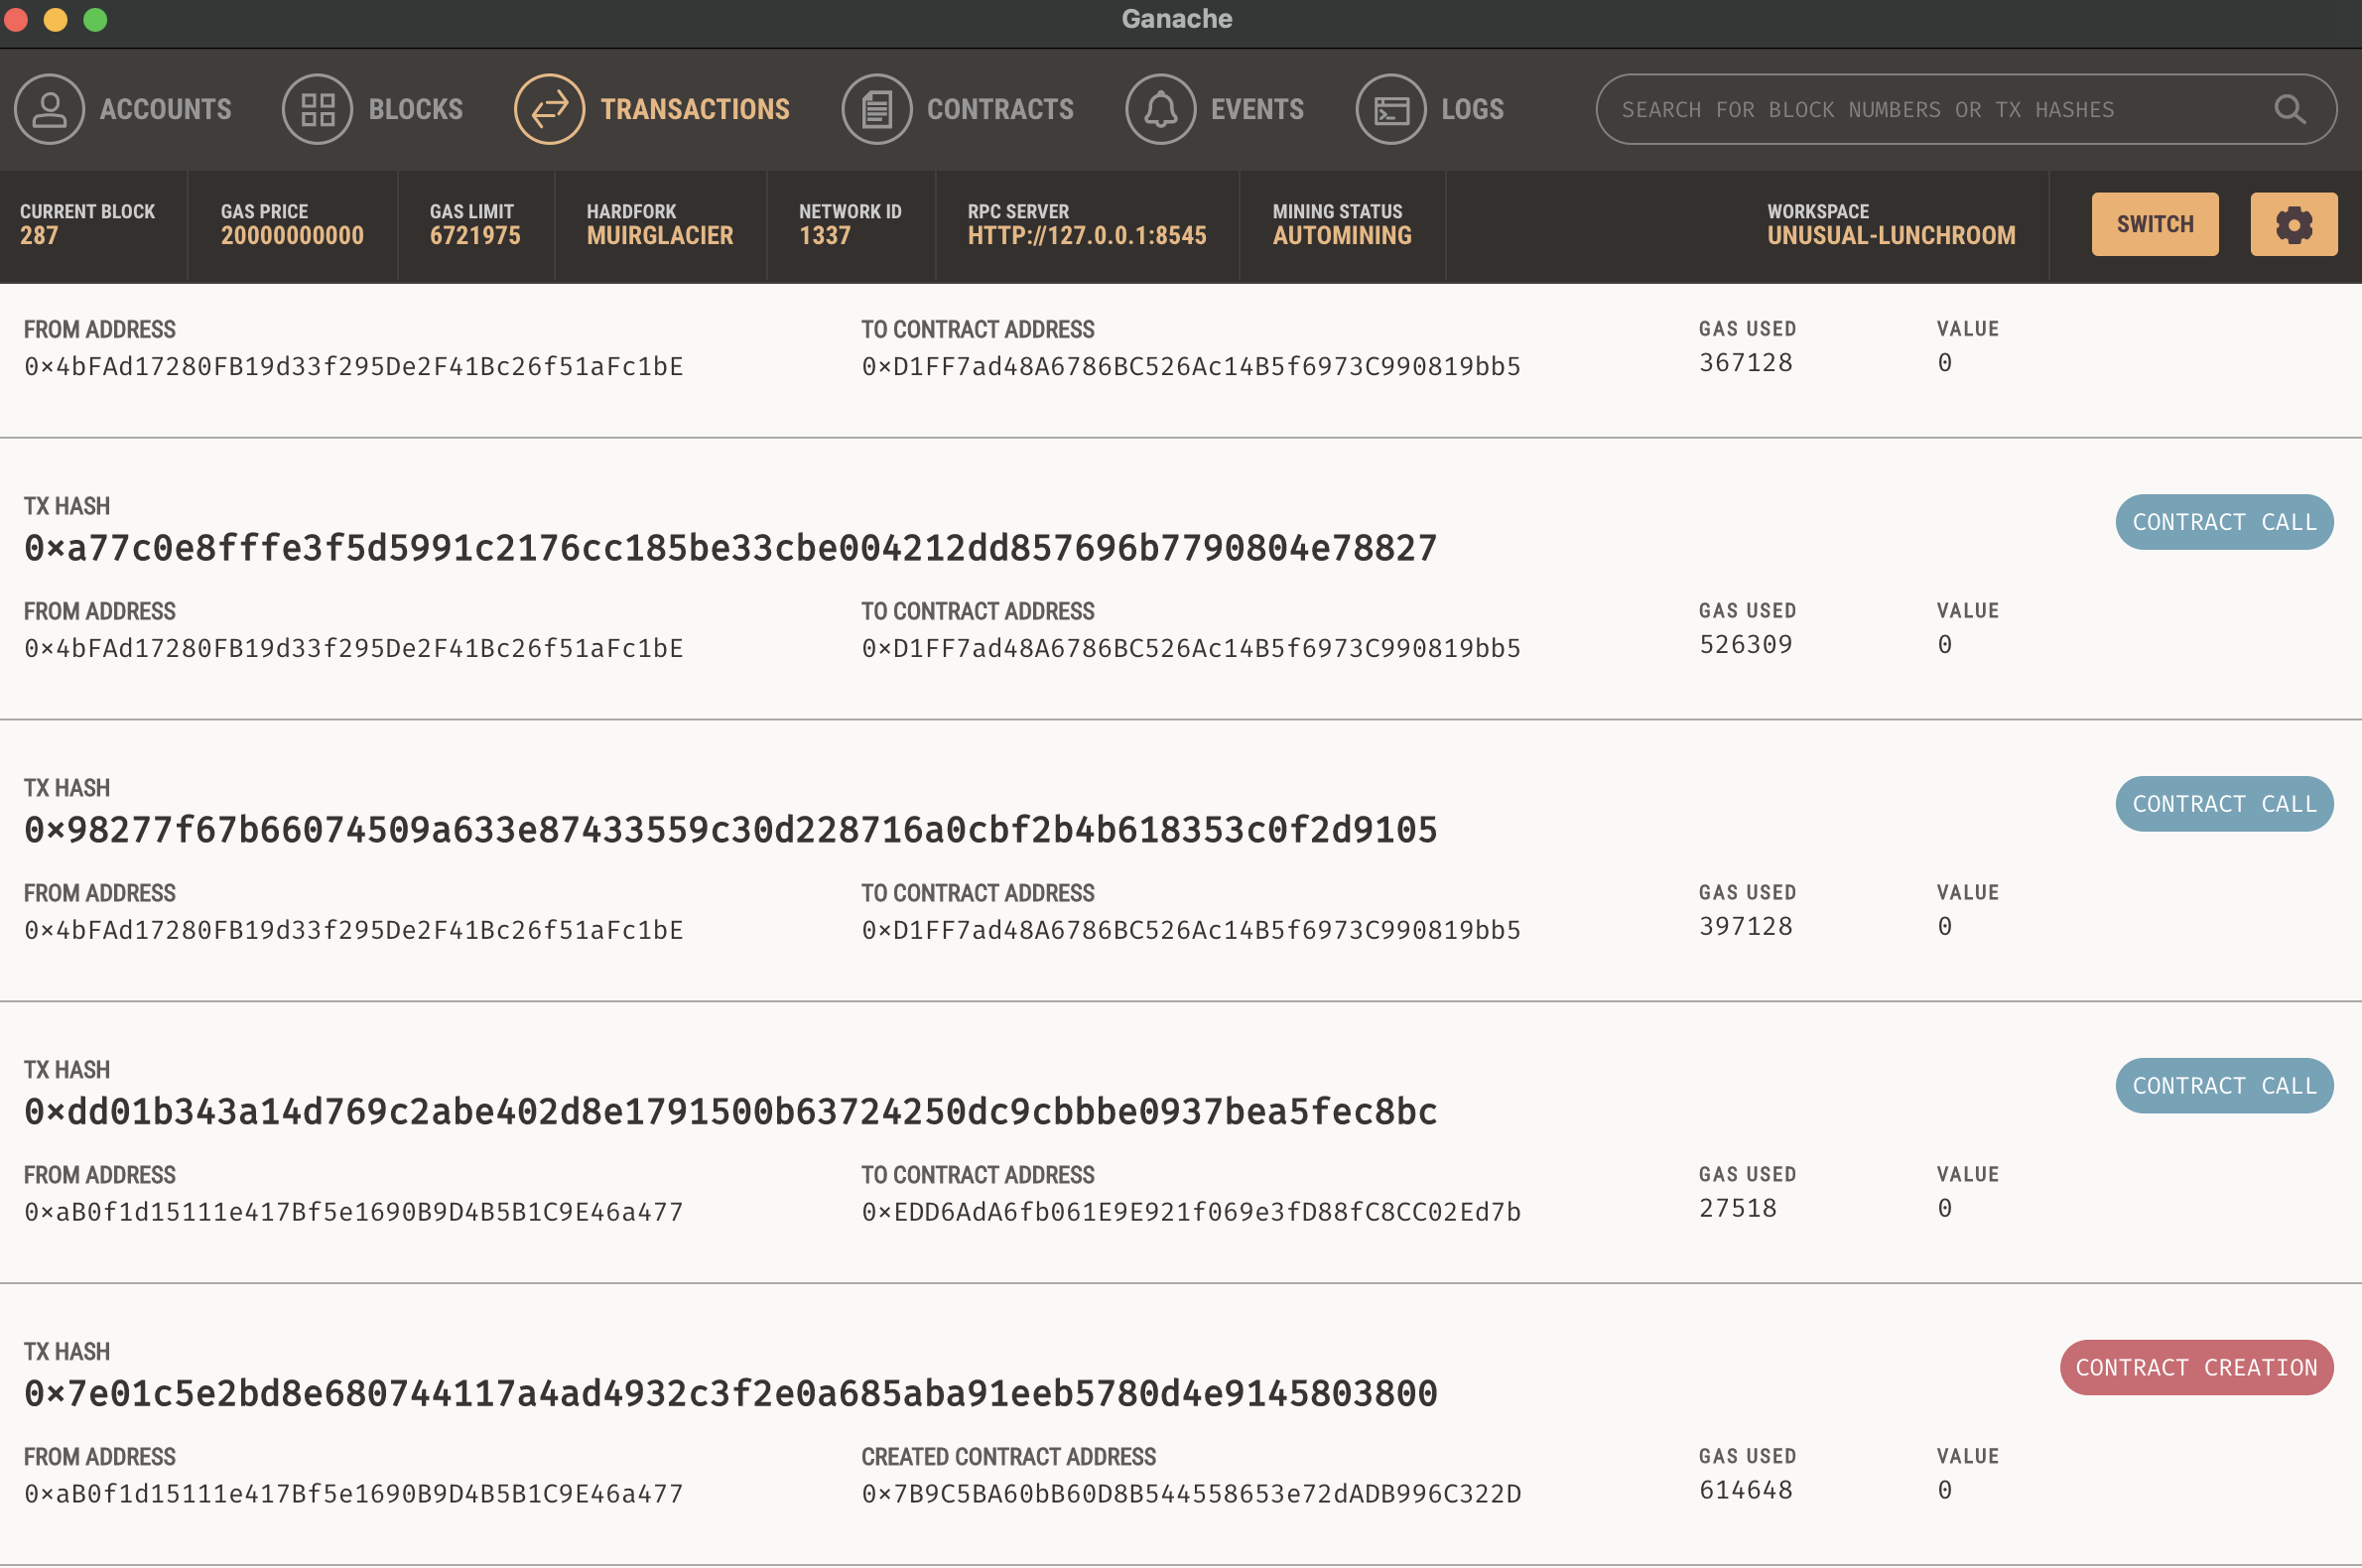 Ganache
ACCOUNTS BLOCKS TRANSACTIONS CONTRACTS EVENTS LOGS SEARCH FOR BLOCK NUMBERS OR TX HASHES
CURRENT BLOCK GAS PRICE GAS LIMIT HARDFORK NETWORK ID RPC SERVER MINING STATUS WORKSPACE
287 20000000000 6721975 MUIRGLACIER 1337 HTTP://127.0.0.1:8545 AUTOMINING UNUSUAL-LUNCHROOM SWITCH
FROM ADDRESS TO CONTRACT ADDRESS GAS USED VALUE
0×4bFAd17280FB19d33f295De2F41Bc26f51aFc1bE 0×D1FF7ad48A6786BC526Ac14B5f6973C990819bb5 367128 0
TX HASH
0×a77c0e8fffe3f5d5991c2176cc185be33cbe004212dd857696b7790804e78827 CONTRACT CALL
FROM ADDRESS TO CONTRACT ADDRESS GAS USED VALUE
0×4bFAd17280FB19d33f295De2F41Bc26f51aFc1bE 0×D1FF7ad48A6786BC526Ac14B5f6973C990819bb5 526309 0
TX HASH
0×98277f67b66074509a633e87433559c30d228716a0cbf2b4b618353c0f2d9105 CONTRACT CALL
FROM ADDRESS TO CONTRACT ADDRESS GAS USED VALUE
0×4bFAd17280FB19d33f295De2F41Bc26f51aFc1bE 0×D1FF7ad48A6786BC526Ac14B5f6973C990819bb5 397128 0
TX HASH
0×dd01b343a14d769c2abe402d8e1791500b63724250dc9cbbbe0937bea5fec8bc CONTRACT CALL
FROM ADDRESS TO CONTRACT ADDRESS GAS USED VALUE
0×aB0f1d15111e417Bf5e1690B9D4B5B1C9E46a477 0×EDD6AdA6fb061E9E921f069e3fD88fC8CC02Ed7b 27518 0
TX HASH
0×7e01c5e2bd8e680744117a4ad4932c3f2e0a685aba91eeb5780d4e9145803800 CONTRACT CREATION
FROM ADDRESS CREATED CONTRACT ADDRESS GAS USED VALUE
0×aB0f1d15111e417Bf5e1690B9D4B5B1C9E46a477 0×7B9C5BA60bB60D8B544558653e72dADB996C322D 614648 0